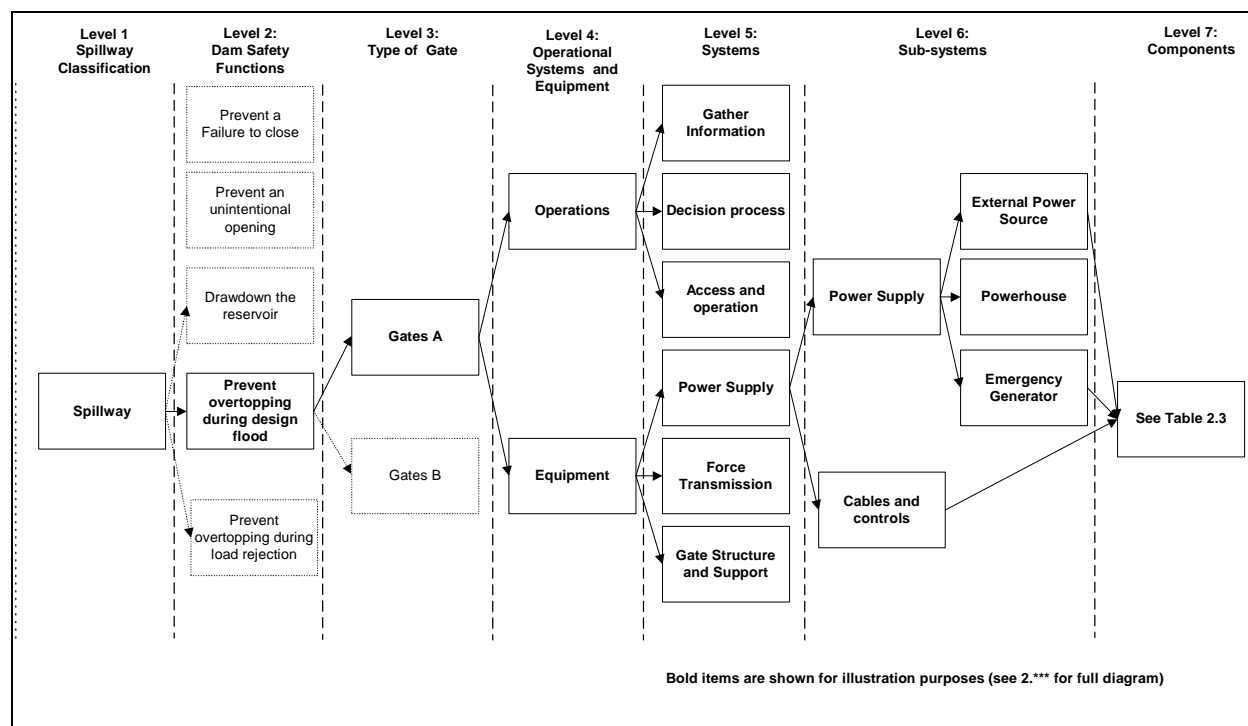 Level 1
Spillway
Classification
Level 2:
Dam Safety
Functions
Level 3:
Type of Gate
Level 4:
Operational
Systems and
Equipment
Level 5:
Systems
Level 6:
Sub-systems
Level 7:
Components
Spillway
Prevent a
Failure to close
Prevent an
unintentional
opening
Drawdown the
reservoir
Prevent
overtopping
during design
flood
Prevent
overtopping during
load rejection
Gates A
Gates B
Operations
Equipment
Gather
Information
Decision process
Access and
operation
Power Supply
Force
Transmission
Gate Structure
and Support
Power Supply
Cables and
controls
External Power
Source
Powerhouse
Emergency
Generator
See Table 2.3
Bold items are shown for illustration purposes (see 2.*** for full diagram)